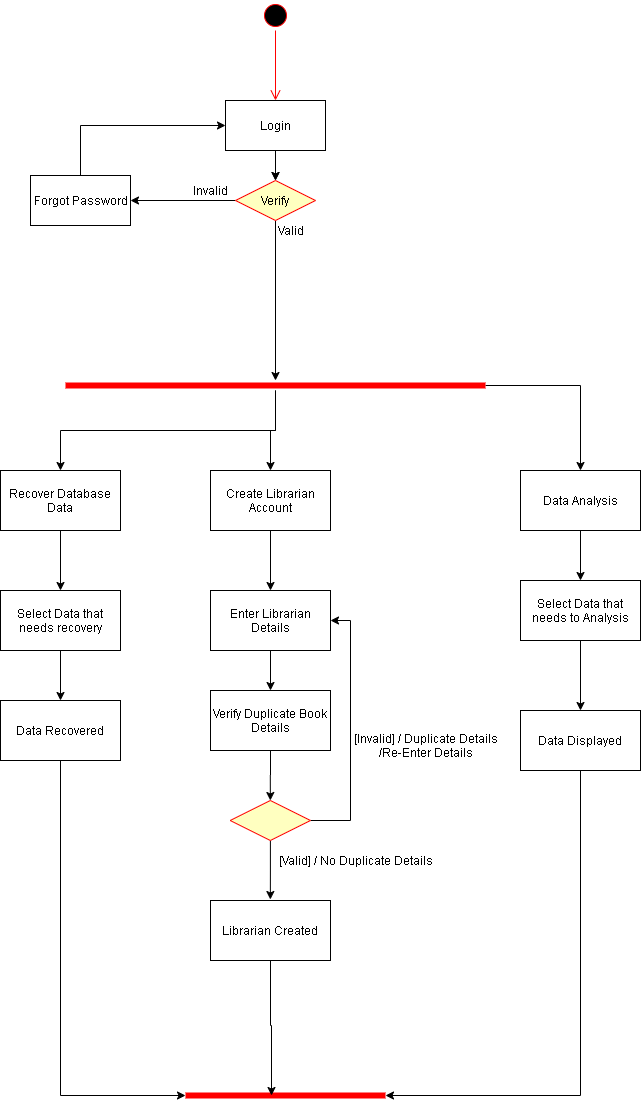 Login
Invalid
Forgot Password
Verify
Valid
Recover Database
Data
Create Librarian
Account
Data Analysis
Select Data that
needs recovery
Enter Librarian
Details
Select Data that
needs to Analysis
Data Recovered
Verify Duplicate Book
Details
[Invalid] / Duplicate Details
/Re-Enter Details
Data Displayed
[Valid] / No Duplicate Details
Librarian Created